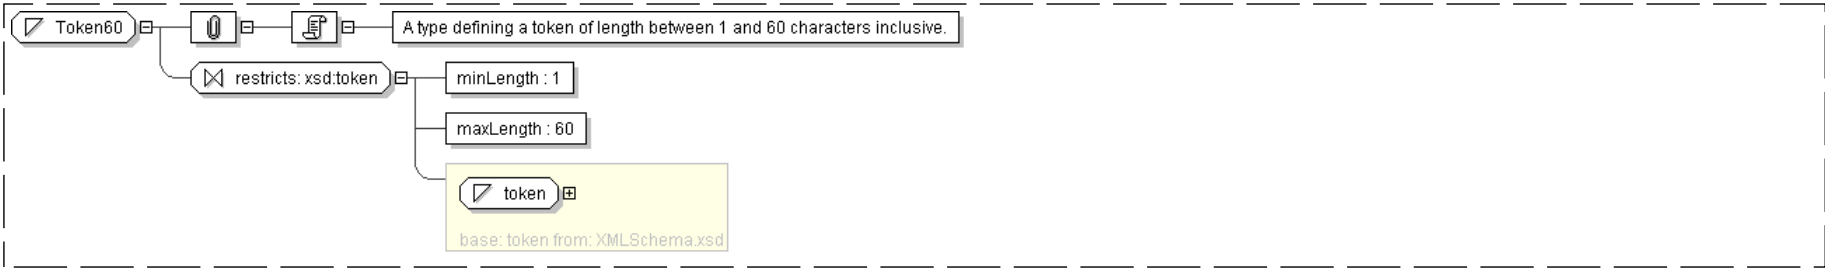 Token60
A type defining a token of length between 1 and 60 characters inclusive.
restricts: xsd:token
minLength : 1
maxLength : 60
token
base: token from: XMLSchema.xsd